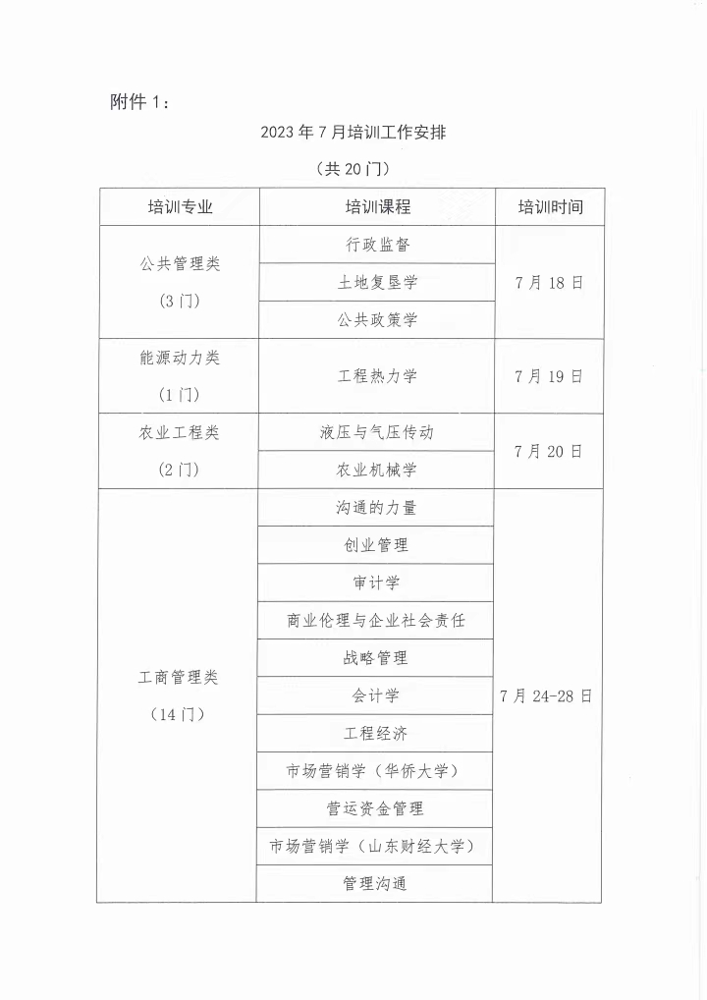 附件1：
2023年7月培训工作安排
（共20门）
培训专业 培训课程 培训时间
公共管理类
(3门)
行政监督
土地复垦学
公共政策学
7月18日
能源动力类
(1门)
工程热力学
7月19日
农业工程类
(2门)
液压与气压传动
农业机械学
7月20日
工商管理类
（14门）
沟通的力量
创业管理
审计学
商业伦理与企业社会责任
战略管理
会计学
工程经济
市场营销学（华侨大学）
营运资金管理
市场营销学（山东财经大学）
管理沟通
7月24-28日